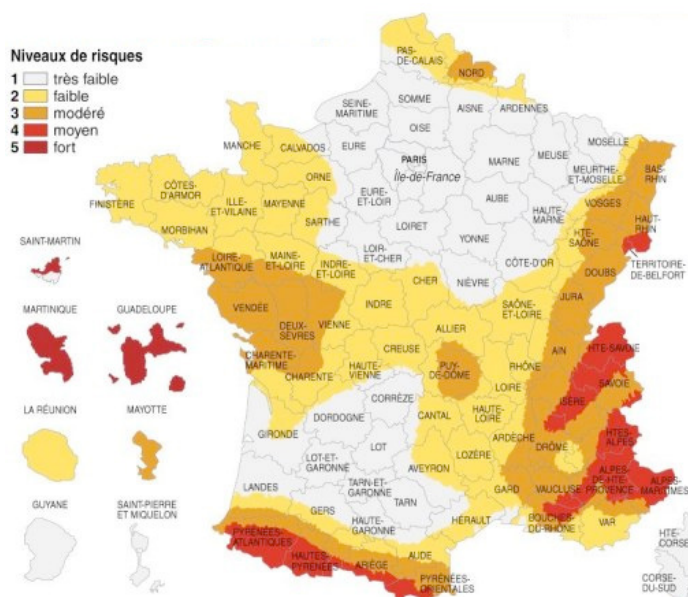 Niveaux de risques
1 très faible
2 faible
3 modéré
4 moyen
5 fort
PAS-
DE-CALAIS
NORD
SEINE-
MARITIME
SOMME
AISNE
ARDENNES
OISE
MANCHE
CALVADOS
EURE
PARIS
Île-de-France
MARNE
MEUSE
MOSELLE
MEURTHE-
ET-MOSELLE
BAS-
RHIN
ORNE
FINISTÈRE
CÔTES-
D'ARMOR
ILLE-
ET-VILAINE
MAYENNE
EURE-
ET-LOIR
AUBE
HAUTE-
MARNE
VOSGES
HAUT-
RHIN
MORBIHAN
SARTHE
LOIRET
YONNE
HTE-
SAÔNE
TERRITOIRE-
DE-BELFORT
LOIRE-
ATLANTIQUE
MAINE-
ET-LOIRE
INDRE-
ET-LOIRE
LOIR-
ET-CHER
CÔTE-D'OR
DOUBS
CHER
NIÈVRE
VENDÉE
DEUX-
SÈVRES
VIENNE
INDRE
SAÔNE-
ET-LOIRE
JURA
ALLIER
CHARENTE-
MARITIME
CHARENTE
HAUTE-
VIENNE
CREUSE
PUY-
DE-DOME
RHÔNE
AIN
HTE-SAVOIE
LOIRE
SAVOIE
ISÈRE
CORRÈZE
DORDOGNE
CANTAL
HAUTE-
LOIRE
GIRONDE
LOT
ARDÈCHE
DRÔME
HTES-
ALPES
LOT-ET-
GARONNE
AVEYRON
LOZÈRE
LANDES
TARN-ET-
GARONNE
TARN
GARD
VAUCLUSE
ALPES-
DE-HTE-
PROVENCE
ALPES-
MARITIMES
GERS
HAUTE-
GARONNE
HÉRAULT
BOUCHES-
DU-RHÔNE
VAR
PYRÉNÉES-
ATLANTIQUES
HAUTES-
PYRÉNÉES
ARIÈGE
AUDE
PYRÉNÉES-
ORIENTALES
HTE-
CORSE
CORSE-
DU-SUD
SAINT-MARTIN
MARTINIQUE
GUADELOUPE
LA RÉUNION
MAYOTTE
GUYANE
SAINT-PIERRE
ET MIQUELON